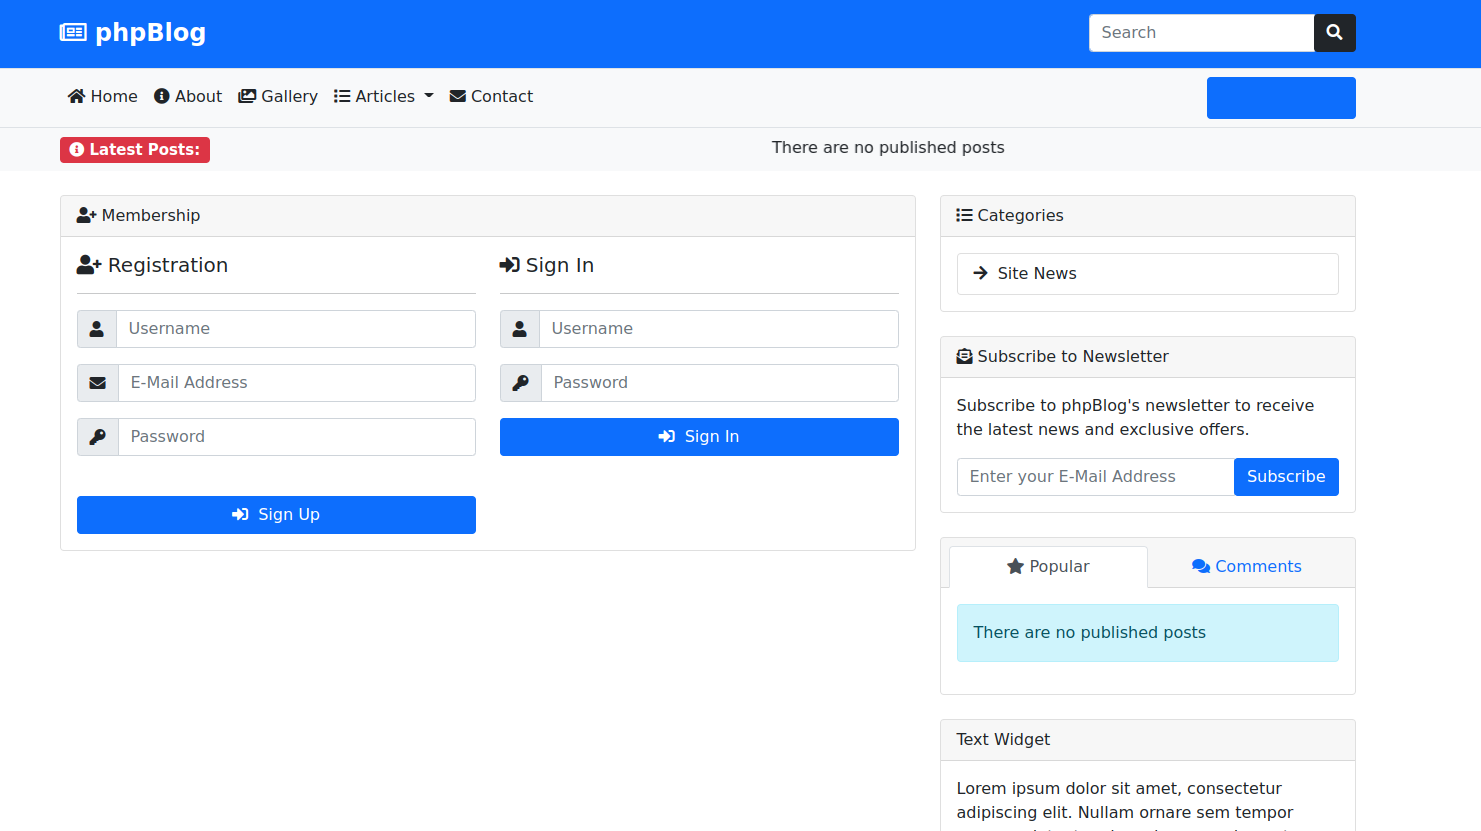 phpBlog
Search
Home About Gallery Articles Contact
Latest Posts: There are no published posts
Membership
Registration
Username
E-Mail Address
Password
Sign Up
Sign In
Username
Password
Sign In
Categories
Site News
Subscribe to Newsletter
Subscribe to phpBlog's newsletter to receive
the latest news and exclusive offers.
Enter your E-Mail Address Subscribe
Popular Comments
There are no published posts
Text Widget
Lorem ipsum dolor sit amet, consectetur
adipiscing elit. Nullam ornare sem tempor